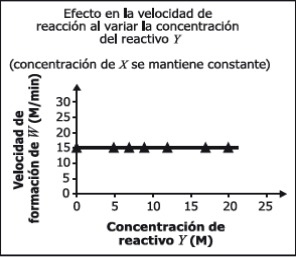 Efecto en la velocidad de
reacción al variar la concentración
del reactivo Y
(concentración de X se mantiene constante)
Velocidad de
formación de W (M/min)
30
25
20
15
10
5
0
0 5 10 15 20 25
Concentración de
reactivo Y (M)